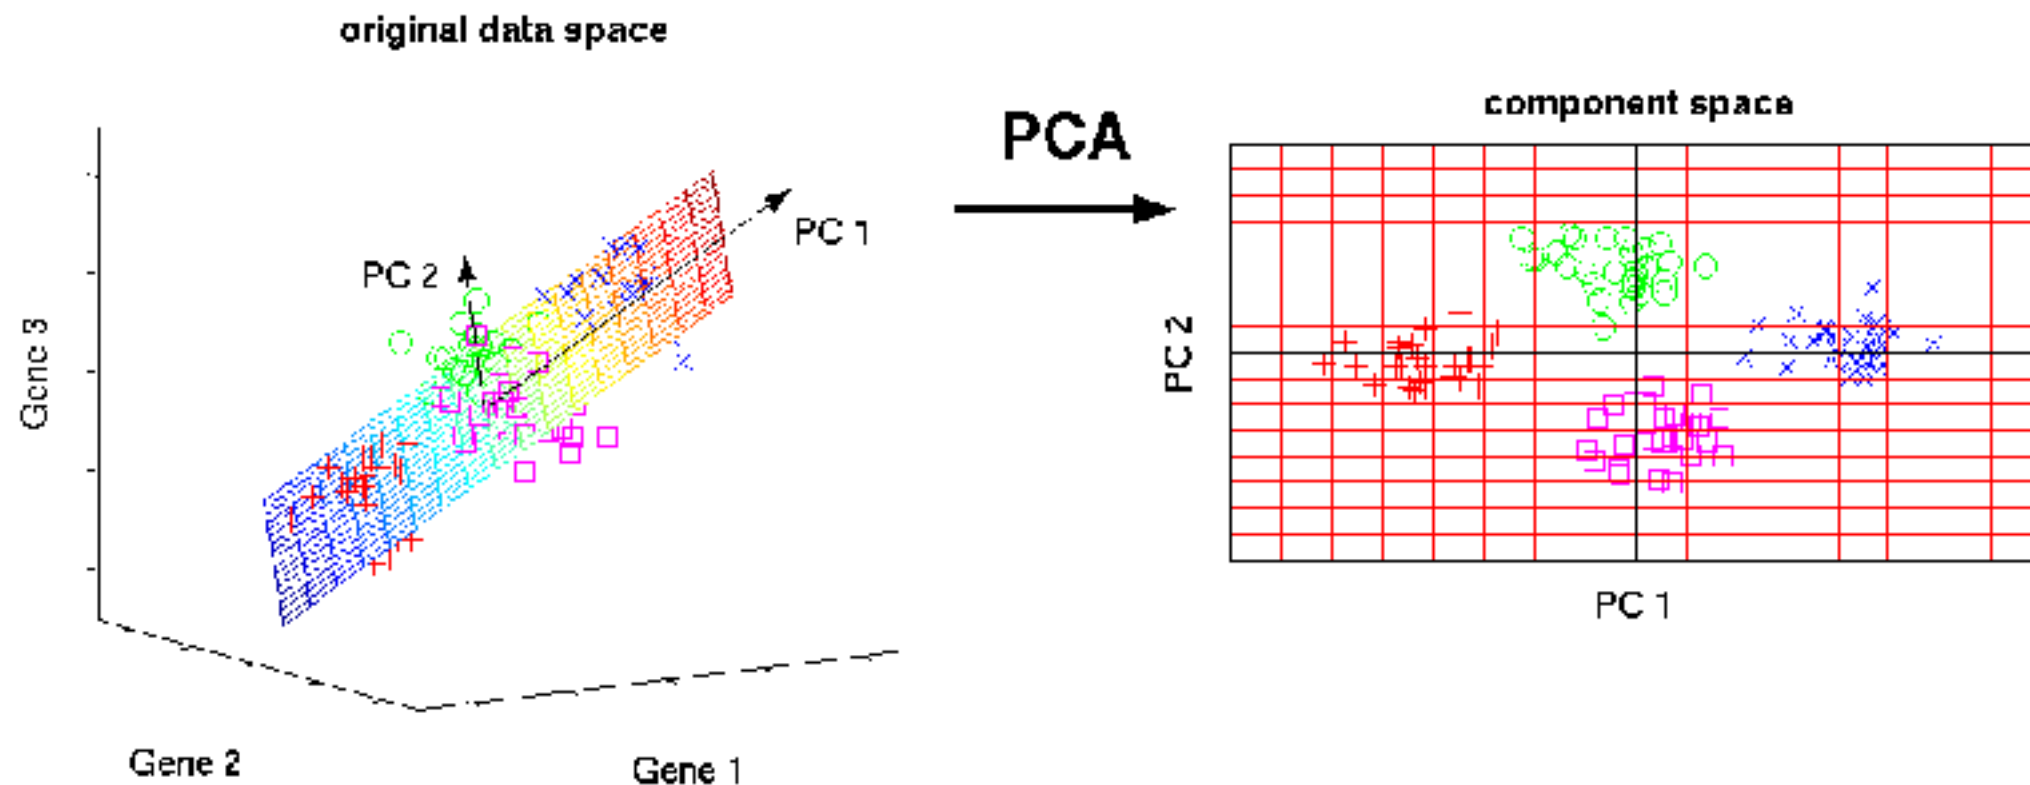 original data space
PCA
component space
PC 1
PC 2
Gene 3
PC 2
PC 1
Gene 2
Gene 1